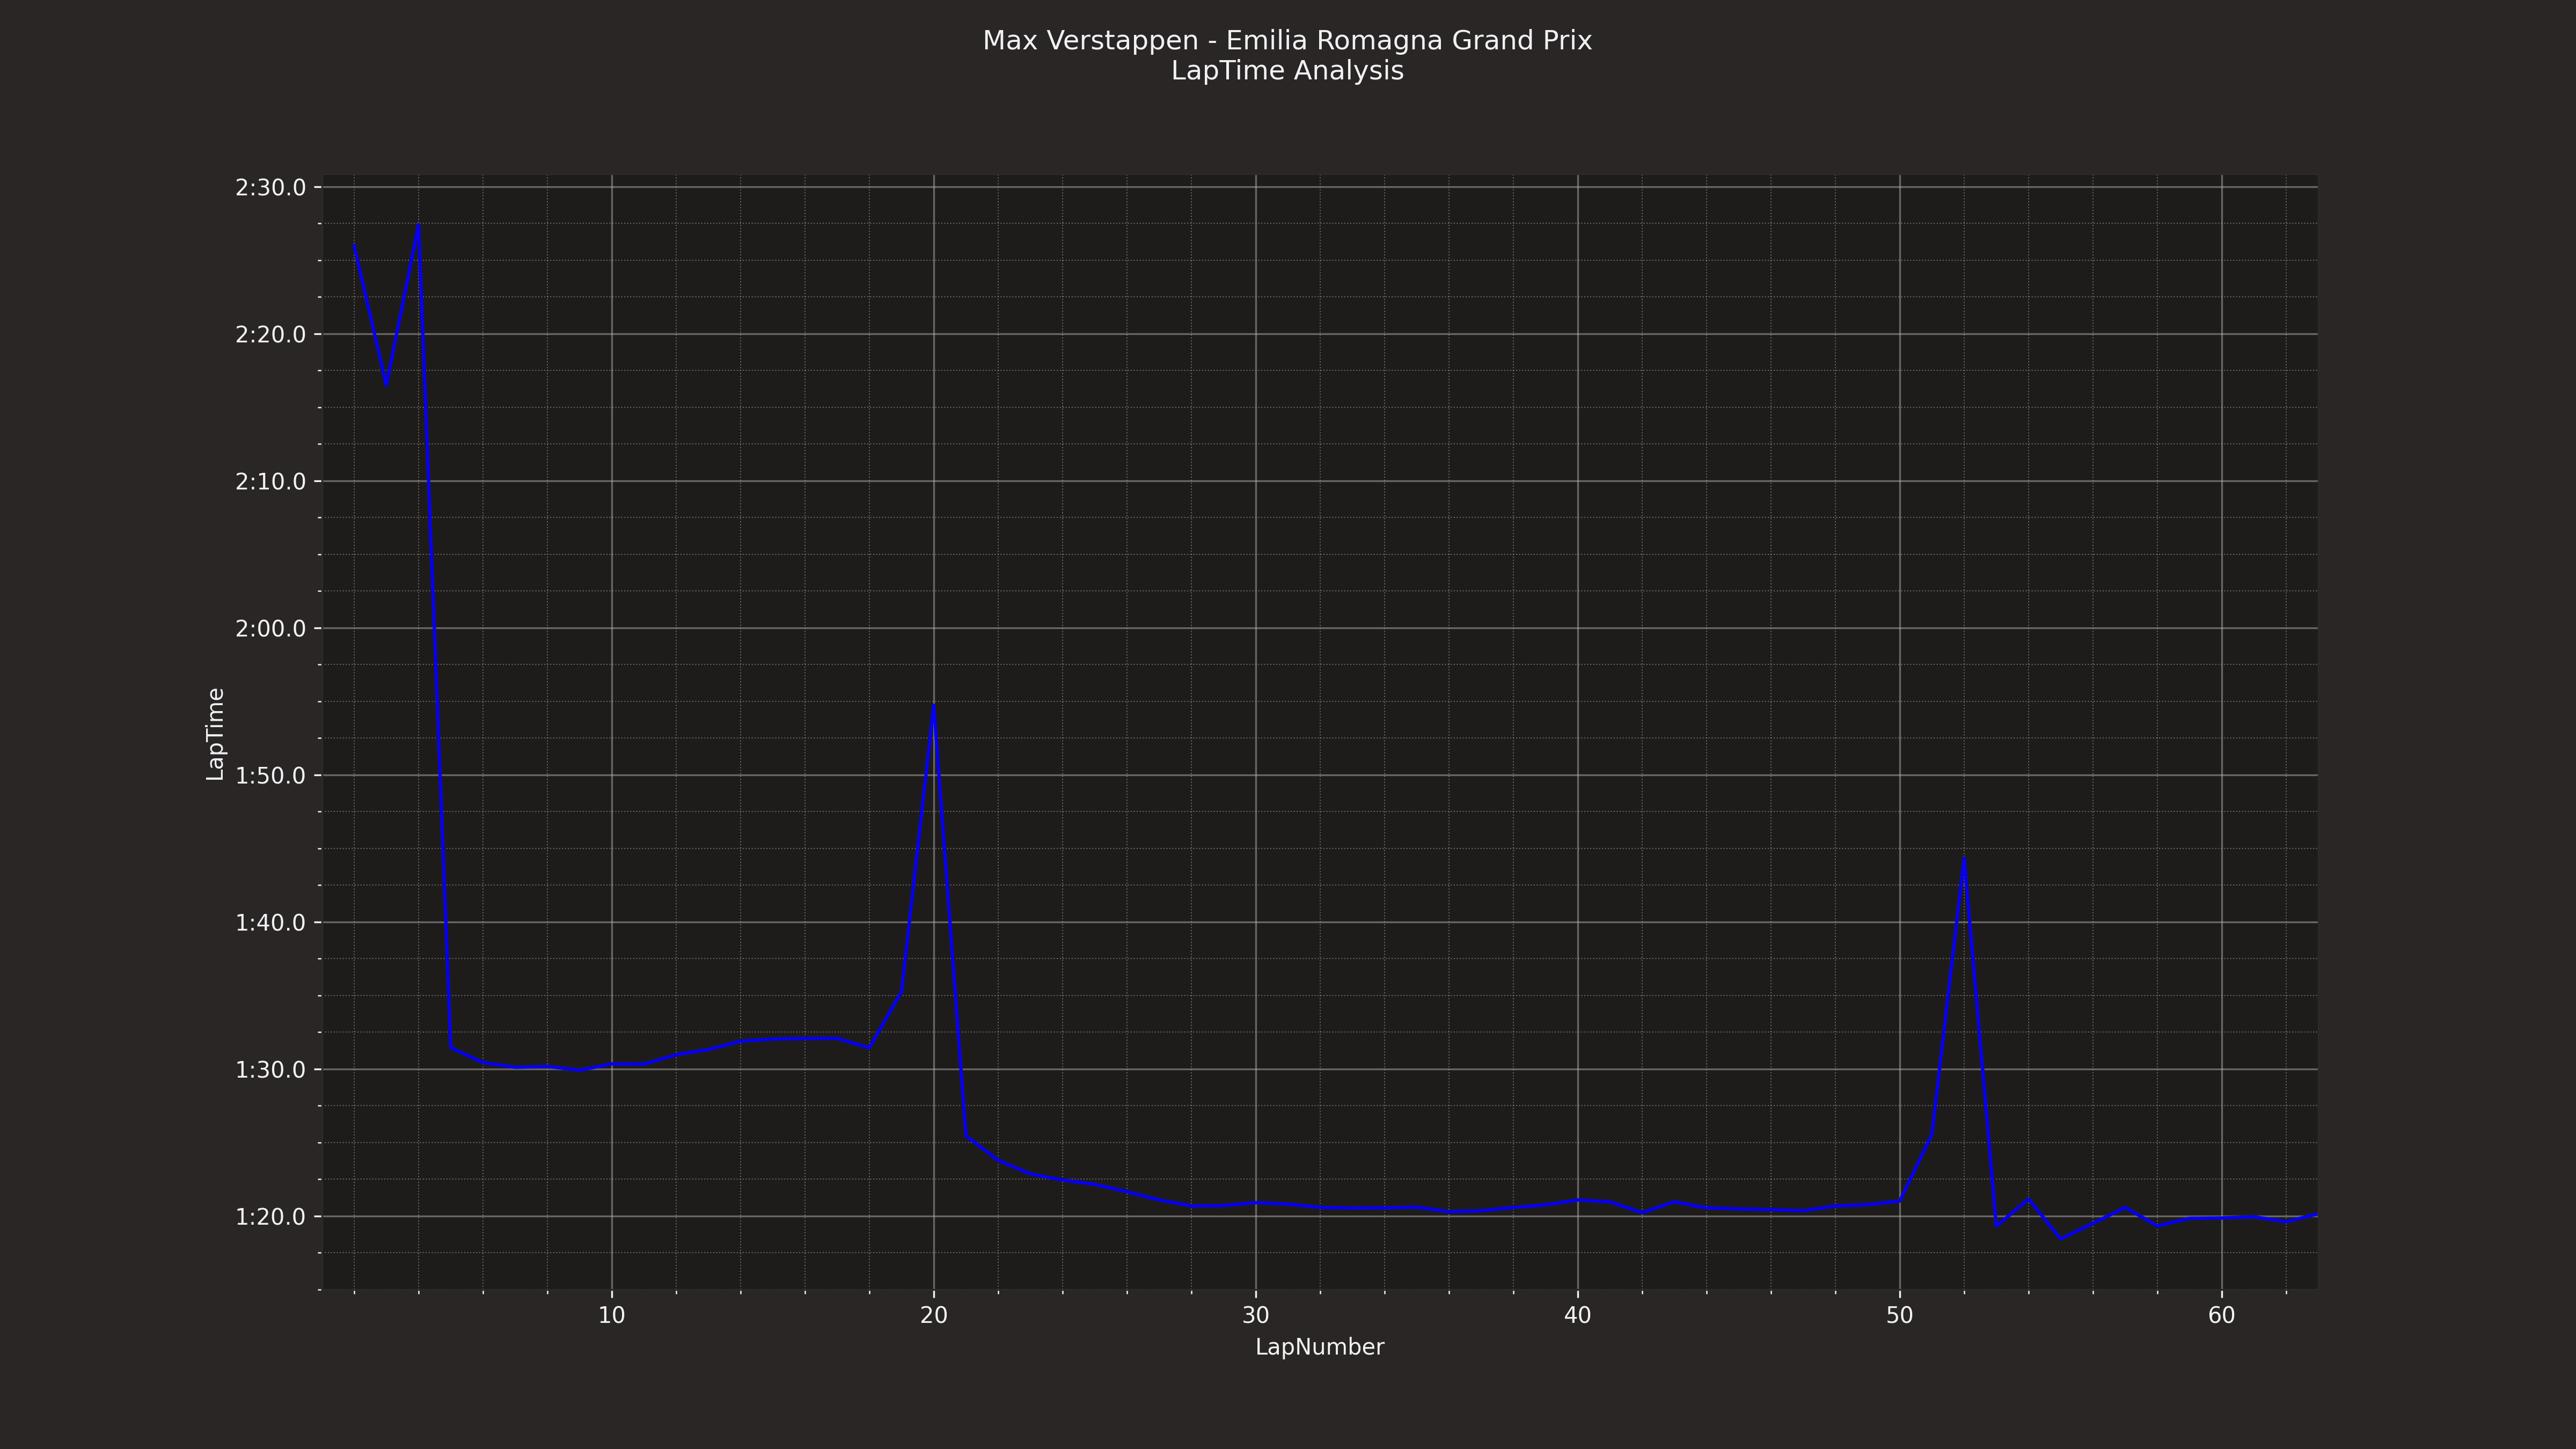 Max Verstappen - Emilia Romagna Grand Prix
LapTime Analysis
2:30.0
2:20.0
2:10.0
2:00.0
1:50.0
1:40.0
1:30.0
1:20.0
LapTime
10 20 30 40 50 60
LapNumber